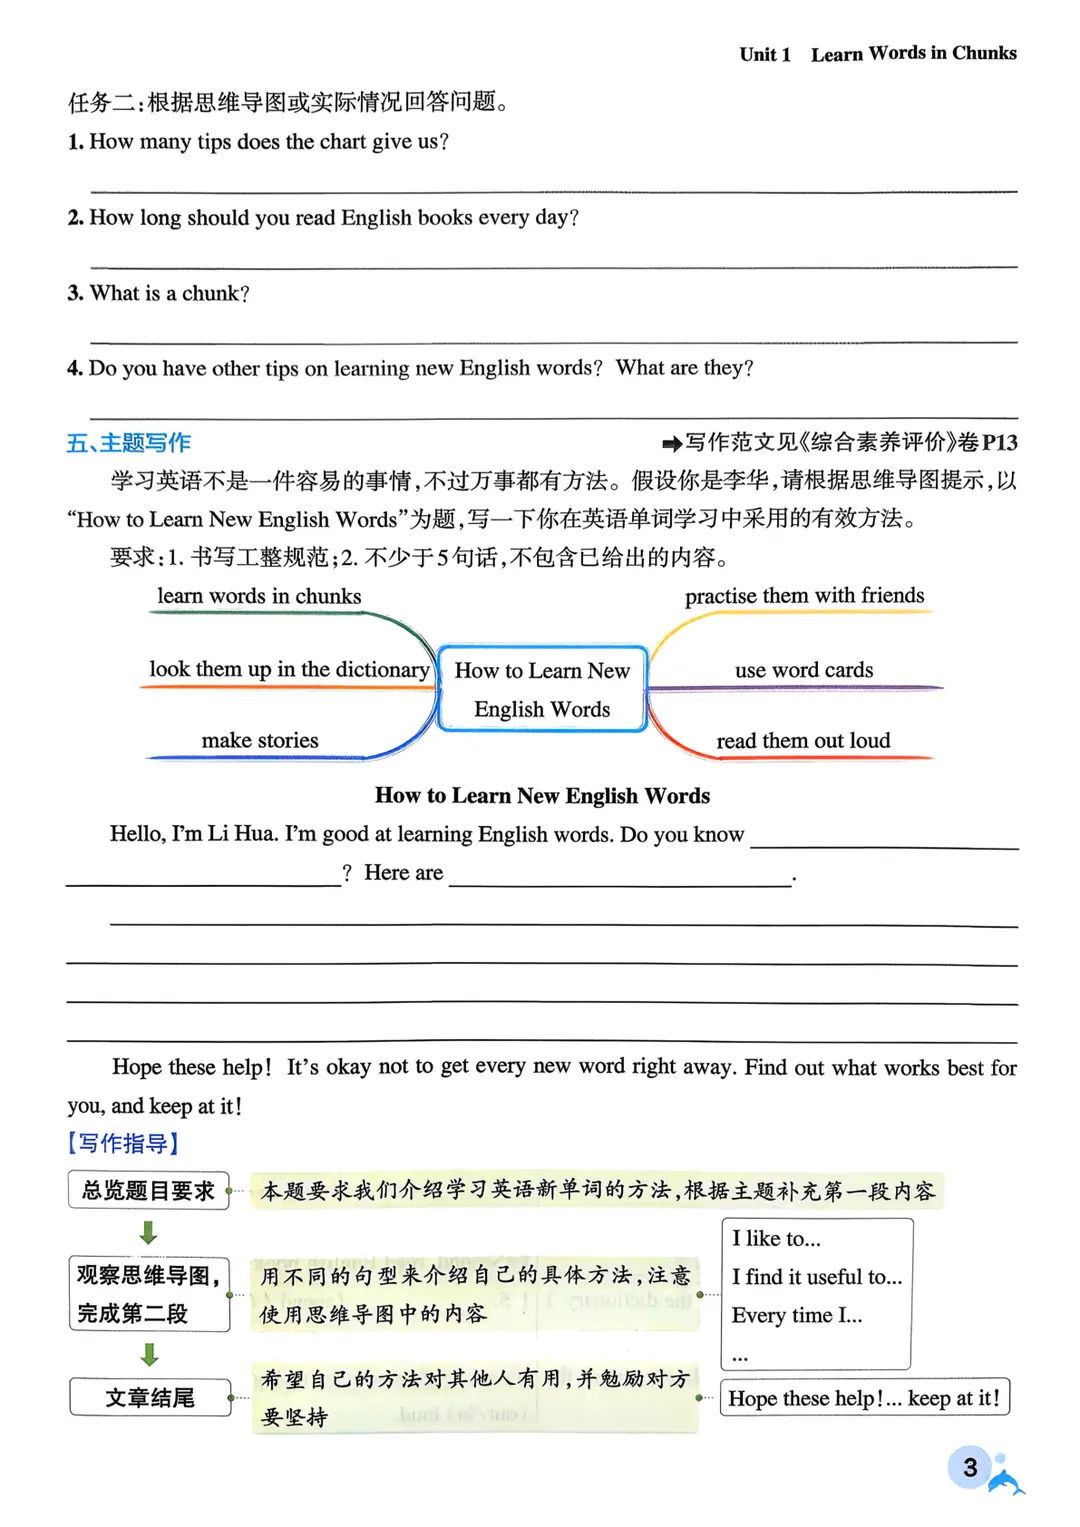 Unit 1 Learn Words in Chunks
任务二:根据思维导图或实际情况回答问题。
1. How many tips does the chart give us?
2. How long should you read English books every day?
3. What is a chunk?
4. Do you have other tips on learning new English words? What are they?
五、主题写作 ➡写作范文见《综合素养评价》卷P13
学习英语不是一件容易的事情,不过万事都有方法。假设你是李华,请根据思维导图提示,以
“How to Learn New English Words”为题,写一下你在英语单词学习中采用的有效方法。
要求:1. 书写工整规范;2. 不少于5句话,不包含已给出的内容。
learn words in chunks
practise them with friends
look them up in the dictionary
How to Learn New
English Words
use word cards
make stories
read them out loud
How to Learn New English Words
Hello, I'm Li Hua. I'm good at learning English words. Do you know
? Here are .
Hope these help! It's okay not to get every new word right away. Find out what works best for
you, and keep at it!
【写作指导】
总览题目要求
本题要求我们介绍学习英语新单词的方法,根据主题补充第一段内容
观察思维导图,
完成第二段
用不同的句型来介绍自己的具体方法,注意
使用思维导图中的内容
I like to...
I find it useful to...
Every time I...
...
文章结尾
希望自己的方法对其他人有用,并勉励对方
要坚持
Hope these help!... keep at it!
3